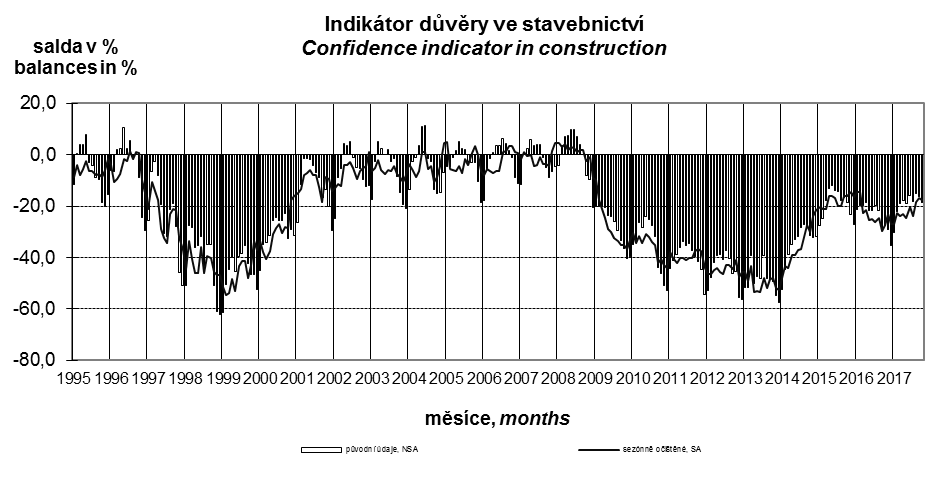 Indikátor důvěry ve stavebnictví
Confidence indicator in construction
salda v %
balances in %
20,0
0,0
-20,0
-40,0
-60,0
-80,0
1995 1996 1997 1998 1999 2000 2001 2002 2003 2004 2005 2006 2007 2008 2009 2010 2011 2012 2013 2014 2015 2016 2017
měsíce, months
původní údaje, NSA
sezónně očištěné, SA